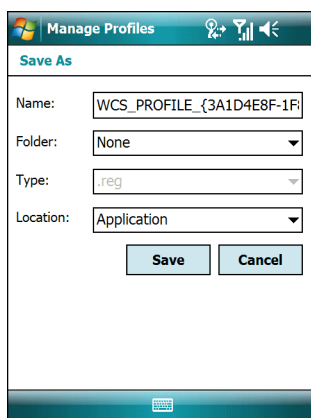 Manage Profiles
Save As
Name: WCS_PROFILE_{3A1D4E8F-1F
Folder: None
Type: .reg
Location: Application
Save Cancel